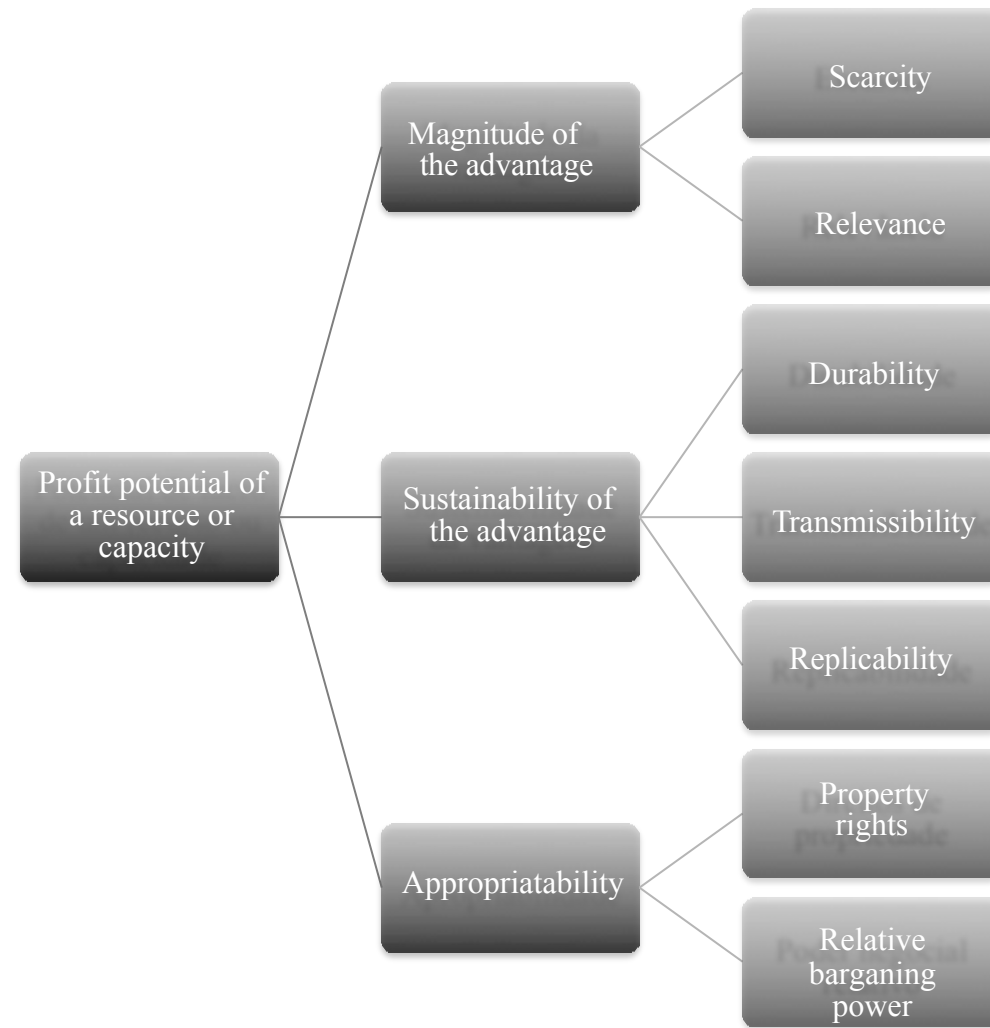 Scarcity
Magnitude of
the advantage
Relevance
Durability
Profit potential of
a resource or
capacity
Sustainability of
the advantage
Transmissibility
Replicability
Property
rights
Appropriatability
Relative
barganing
power